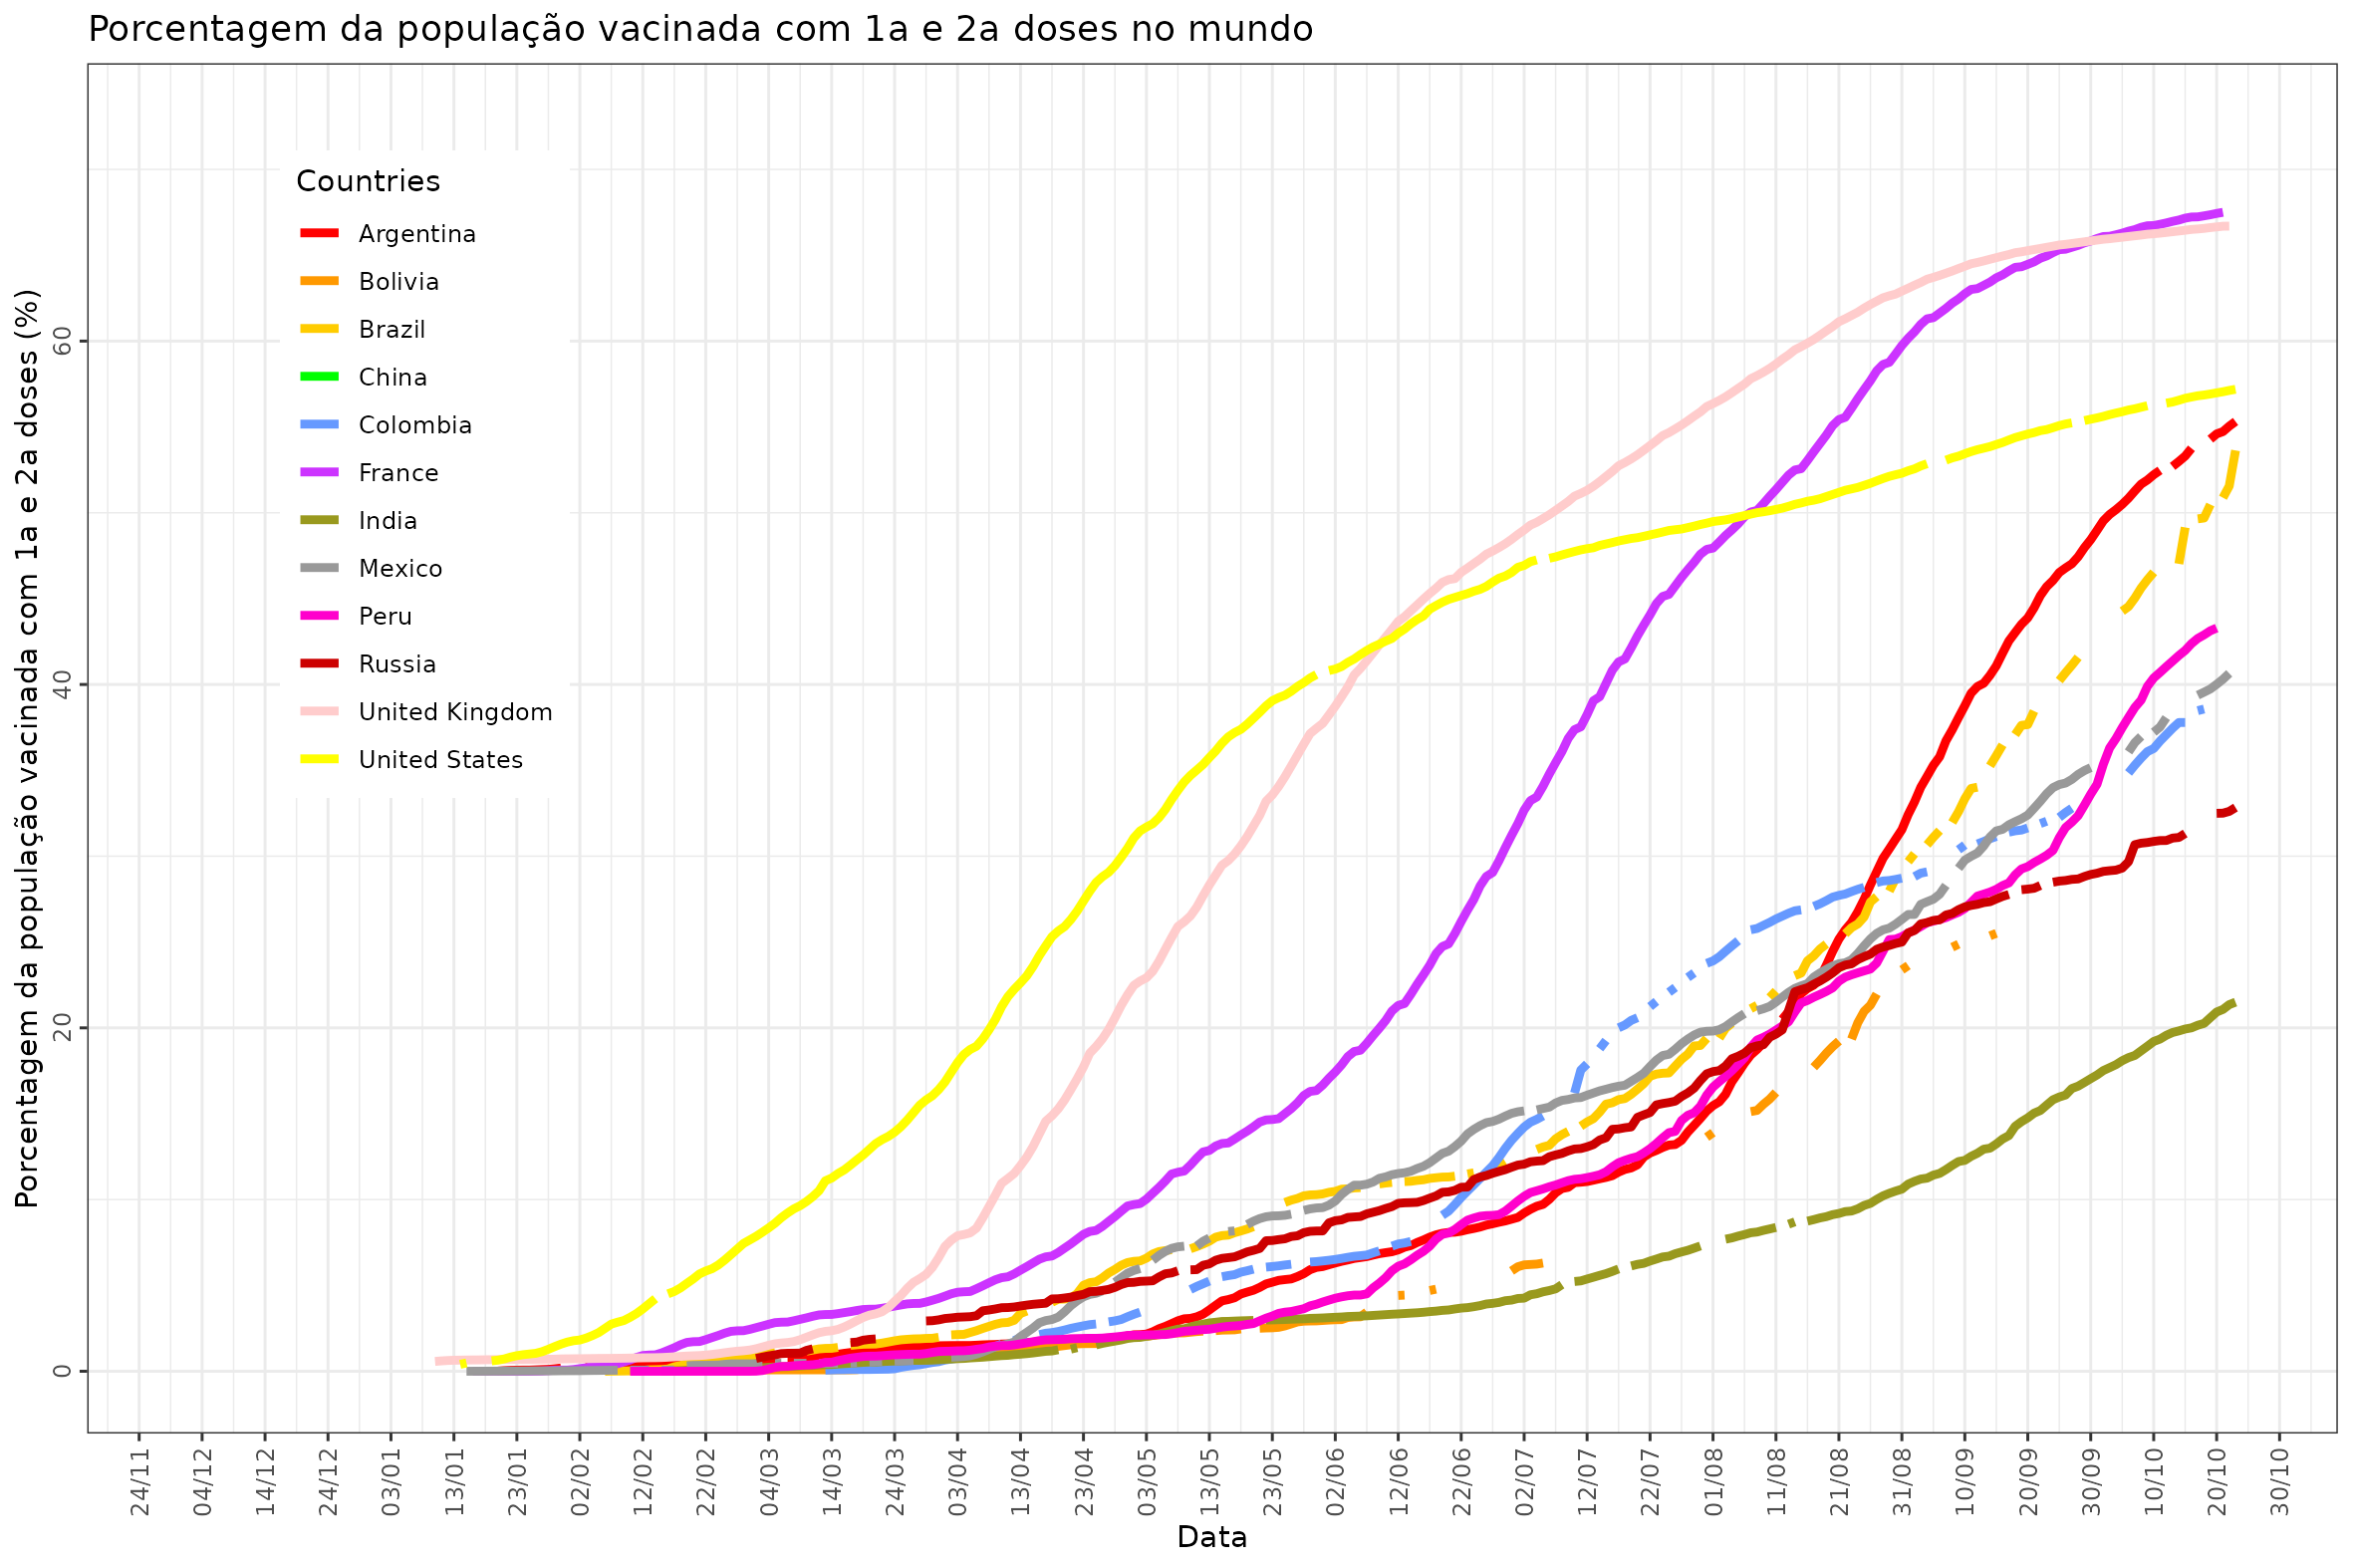 Porcentagem da população vacinada com 1a e 2a doses no mundo
Countries
Argentina
Bolivia
Brazil
China
Colombia
France
India
Mexico
Peru
Russia
United Kingdom
United States
Porcentagem da população vacinada com 1a e 2a doses (%)
60
40
20
0
24/11
04/12
14/12
24/12
03/01
13/01
23/01
02/02
12/02
22/02
04/03
14/03
24/03
03/04
13/04
23/04
03/05
13/05
23/05
02/06
12/06
22/06
02/07
12/07
22/07
01/08
11/08
21/08
31/08
10/09
20/09
30/09
10/10
20/10
30/10
Data